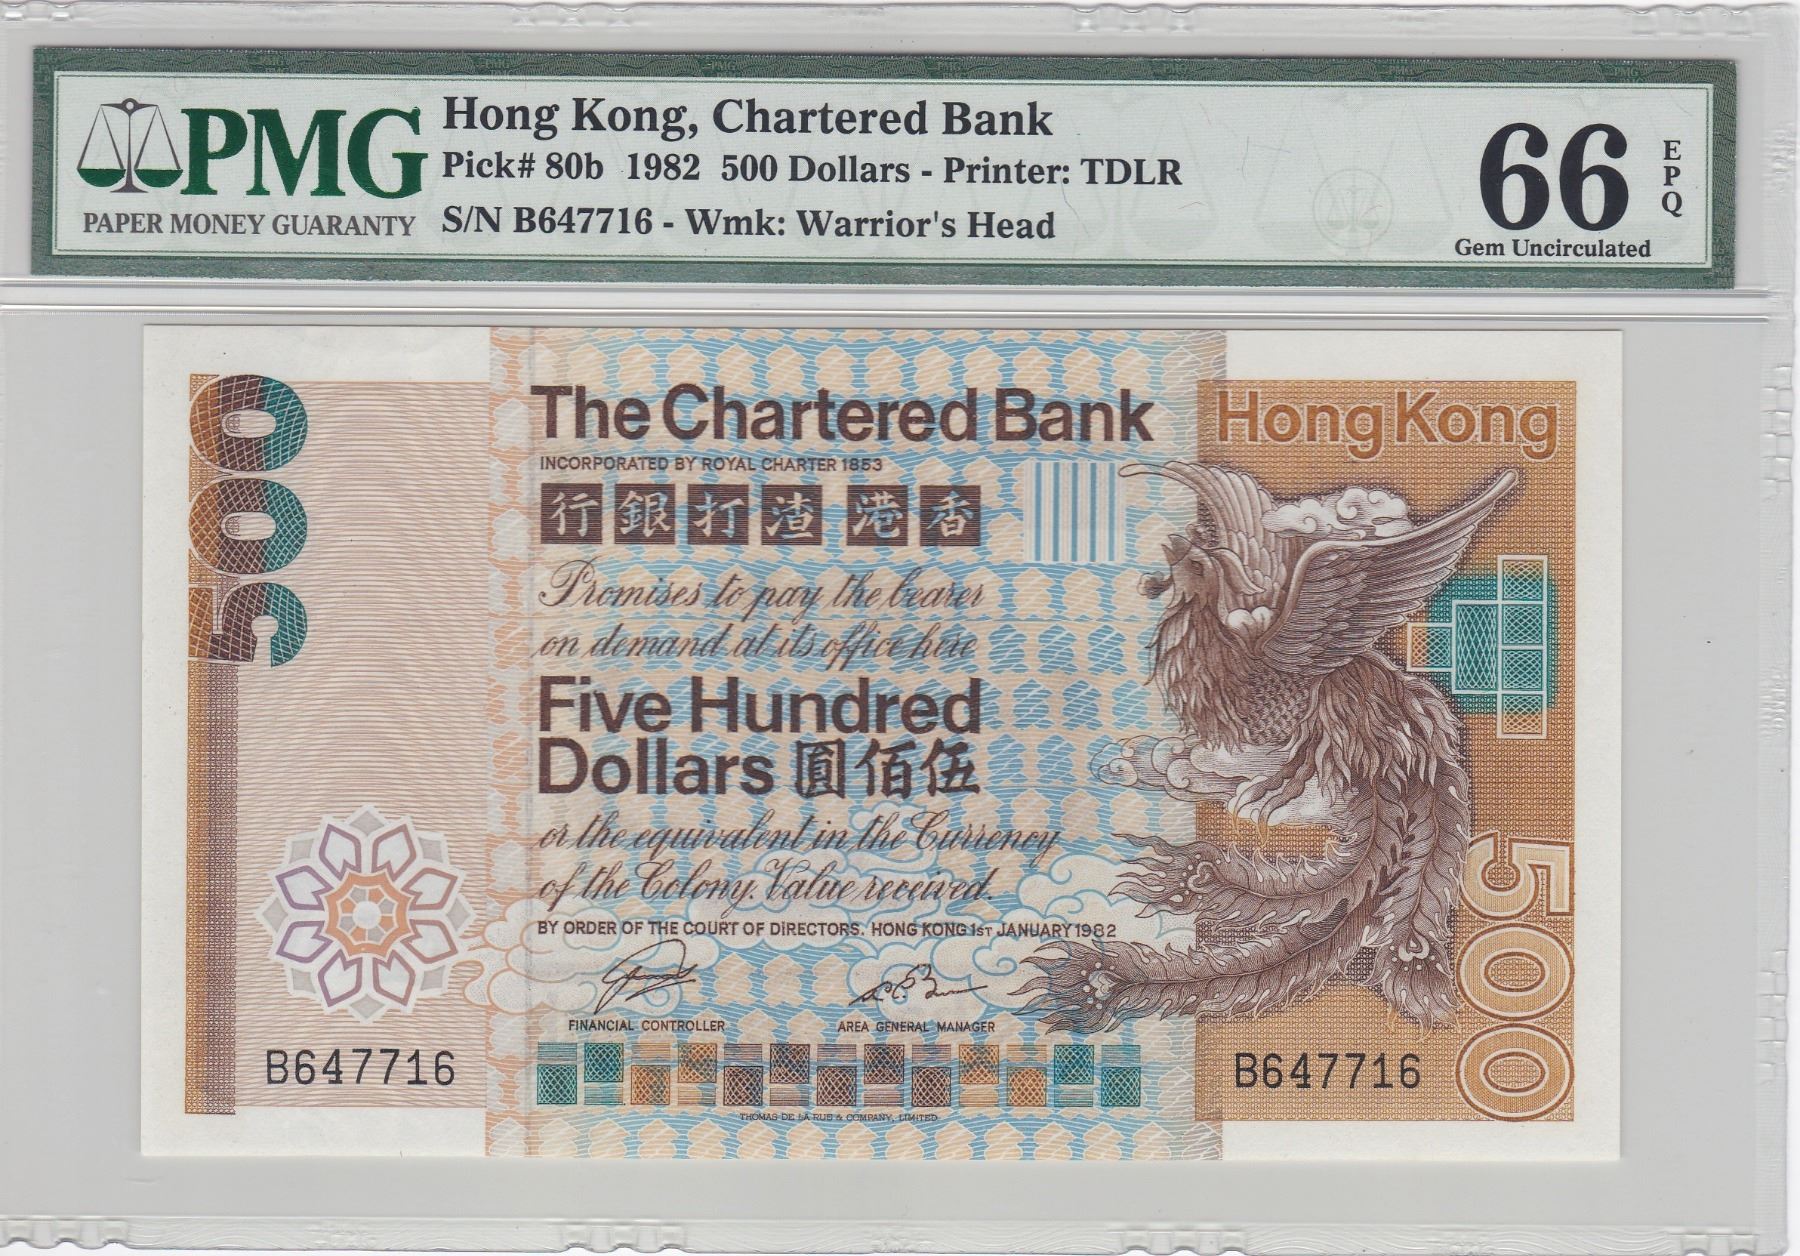 PMG
PAPER MONEY GUARANTY
Hong Kong, Chartered Bank
Pick# 80b 1982 500 Dollars - Printer: TDLR
S/N B647716 - Wmk: Warrior's Head
66 EPQ
Gem Uncirculated
500
The Chartered Bank
Hong Kong
INCORPORATED BY ROYAL CHARTER 1853
行銀打渣 港香
Promises to pay the bearer
on demand at its office here
Five Hundred
Dollars 圓佰伍
or the equivalent in the Currency
of the Colony. Value received.
BY ORDER OF THE COURT OF DIRECTORS. HONG KONG 1ST JANUARY 1982
FINANCIAL CONTROLLER
AREA GENERAL MANAGER
500
B647716
B647716
THOMAS DE LA RUE & COMPANY, LIMITED